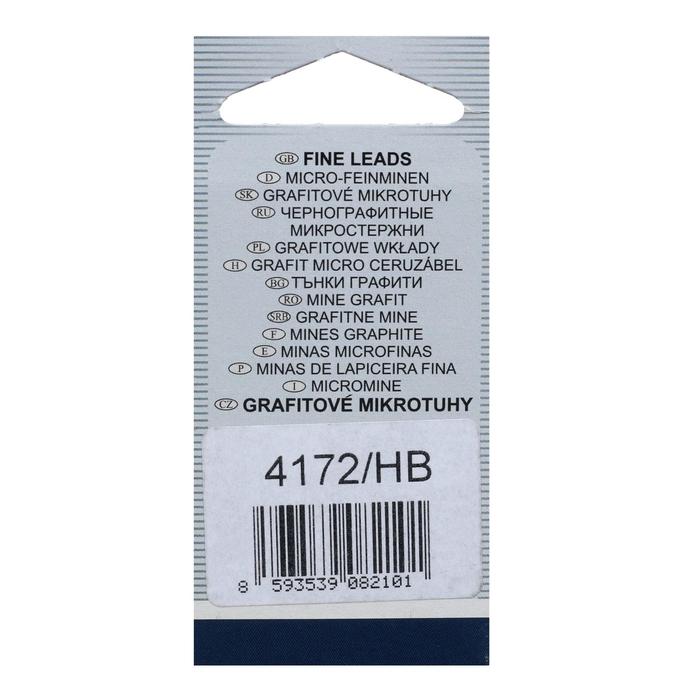 GB FINE LEADS
D MICRO-FEINMINEN
SK GRAFITOVÉ MIKROTUHY
RU ЧЕРНОГРАФИТНЫЕ
МИКРОСТЕРЖНИ
PL GRAFITOWE WKŁADY
H GRAFIT MICRO CERUZÁBEL
BG ТЪНКИ ГРАФИТИ
RO MINE GRAFIT
SRB GRAFITNE MINE
F MINES GRAPHITE
E MINAS MICROFINAS
P MINAS DE LAPICEIRA FINA
I MICROMINE
CZ GRAFITOVÉ MIKROTUHY
4172/HB
8 593539 082101